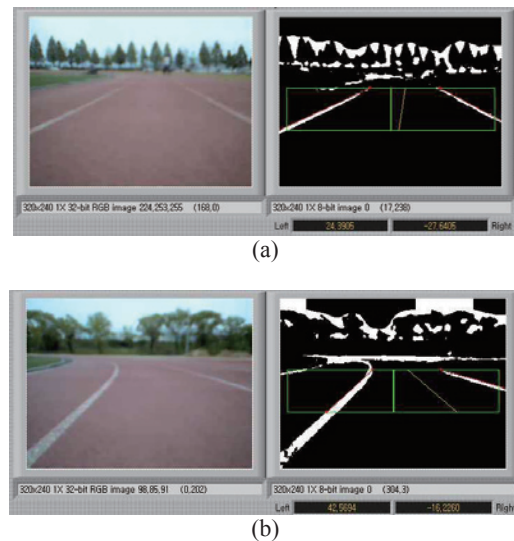 320x240 1X 32-bit RGB image 224,253,255 (168,0)
320x240 1X 8-bit image 0 (17,238)
Left 24,3905 -27,6405 Right
(a)
320x240 1X 32-bit RGB image 98,85,91 (0,202)
320x240 1X 8-bit image 0 (304,3)
Left 42,5694 -16,2260 Righ
(b)